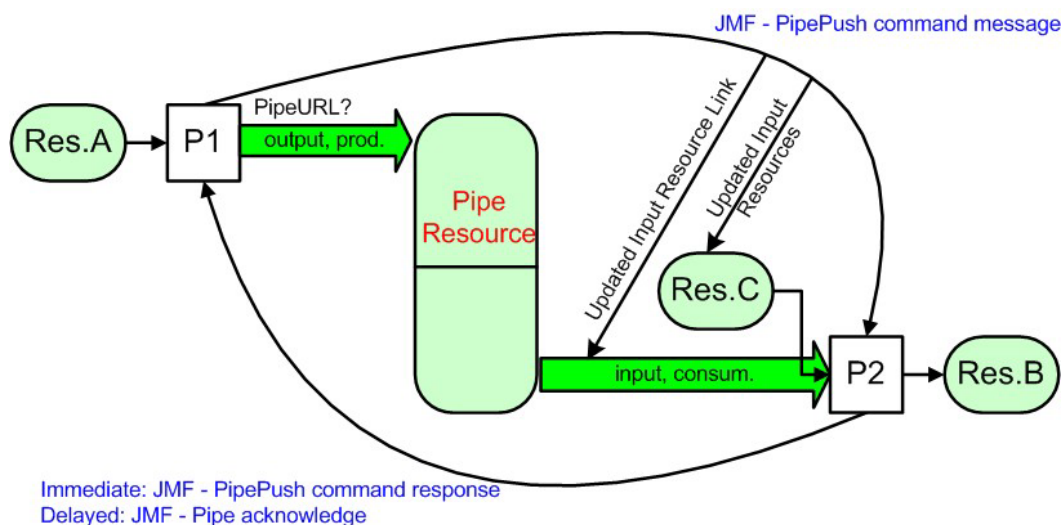 JMF - PipePush command message
PipeURL?
Res.A
P1
output, prod.
Pipe
Resource
Updated Input Resource Link
Updated Input
Resources
Res.C
input, consum.
P2
Res.B
Immediate: JMF - PipePush command response
Delayed: JMF - Pipe acknowledge